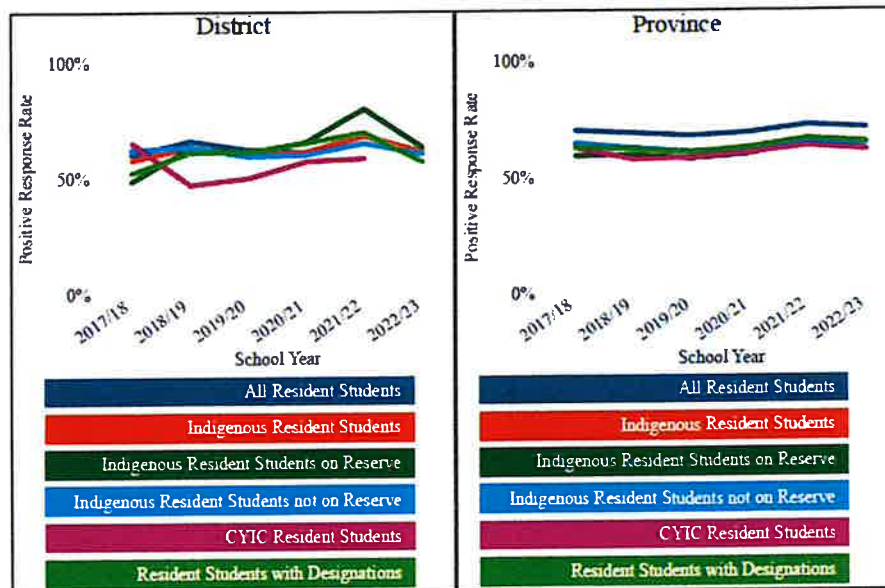 District
100%
50%
0%
Positive Response Rate
2017/18
2018/19
2019/20
2020/21
2021/22
2022/23
School Year
All Resident Students
Indigenous Resident Students
Indigenous Resident Students on Reserve
Indigenous Resident Students not on Reserve
CYIC Resident Students
Resident Students with Designations
Province
100%
50%
0%
Positive Response Rate
2017/18
2018/19
2019/20
2020/21
2021/22
2022/23
School Year
All Resident Students
Indigenous Resident Students
Indigenous Resident Students on Reserve
Indigenous Resident Students not on Reserve
CYIC Resident Students
Resident Students with Designations